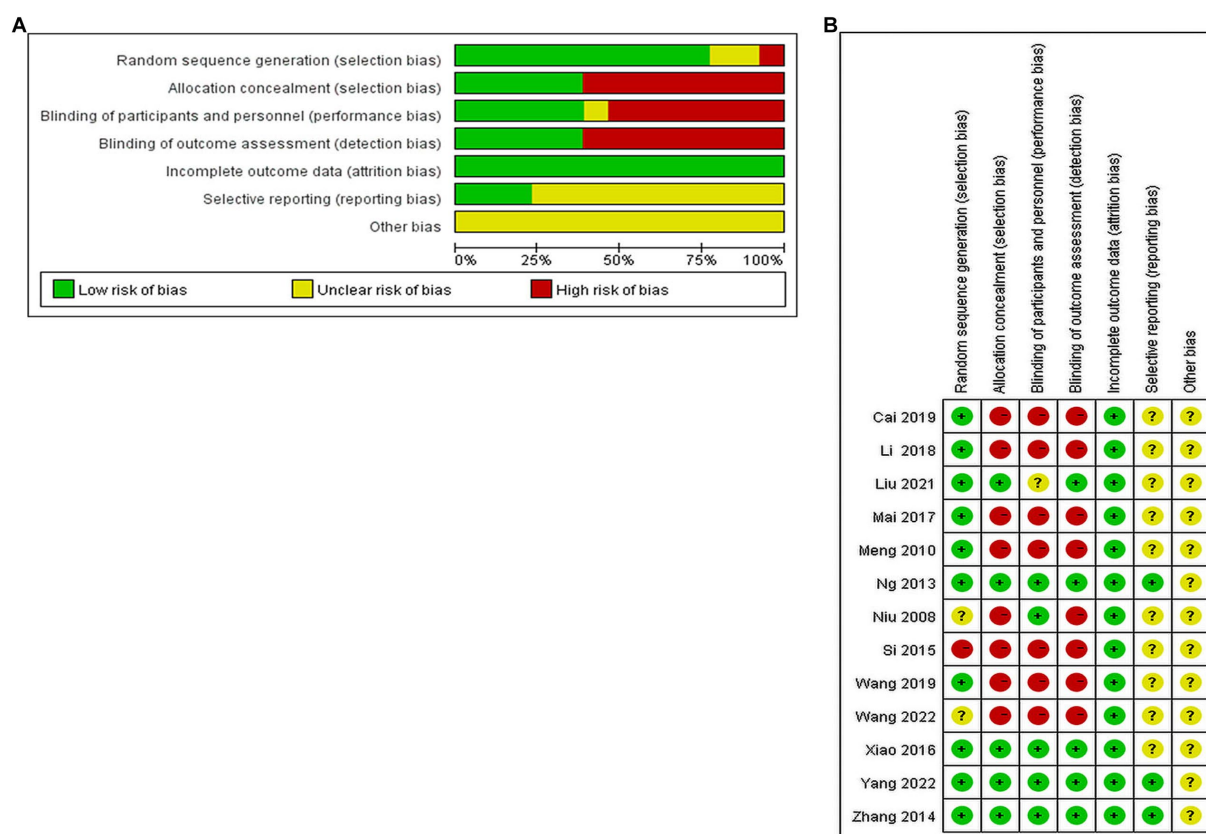 A
Random sequence generation (selection bias)
Allocation concealment (selection bias)
Blinding of participants and personnel (performance bias)
Blinding of outcome assessment (detection bias)
Incomplete outcome data (attrition bias)
Selective reporting (reporting bias)
Other bias
0% 25% 50% 75% 100%
Low risk of bias Unclear risk of bias High risk of bias
B
Random sequence generation (selection bias)
Allocation concealment (selection bias)
Blinding of participants and personnel (performance bias)
Blinding of outcome assessment (detection bias)
Incomplete outcome data (attrition bias)
Selective reporting (reporting bias)
Other bias
Cai 2019 + - - - + ? ?
Li 2018 + - - - + ? ?
Liu 2021 + + ? + + ? ?
Mai 2017 + - - - + ? ?
Meng 2010 + - - - + ? ?
Ng 2013 + + + + + + ?
Niu 2008 ? - + - + ? ?
Si 2015 - - - - + ? ?
Wang 2019 + - - - + ? ?
Wang 2022 ? - - - + ? ?
Xiao 2016 + + + + + ? ?
Yang 2022 + + + + + + ?
Zhang 2014 + + + + + + ?